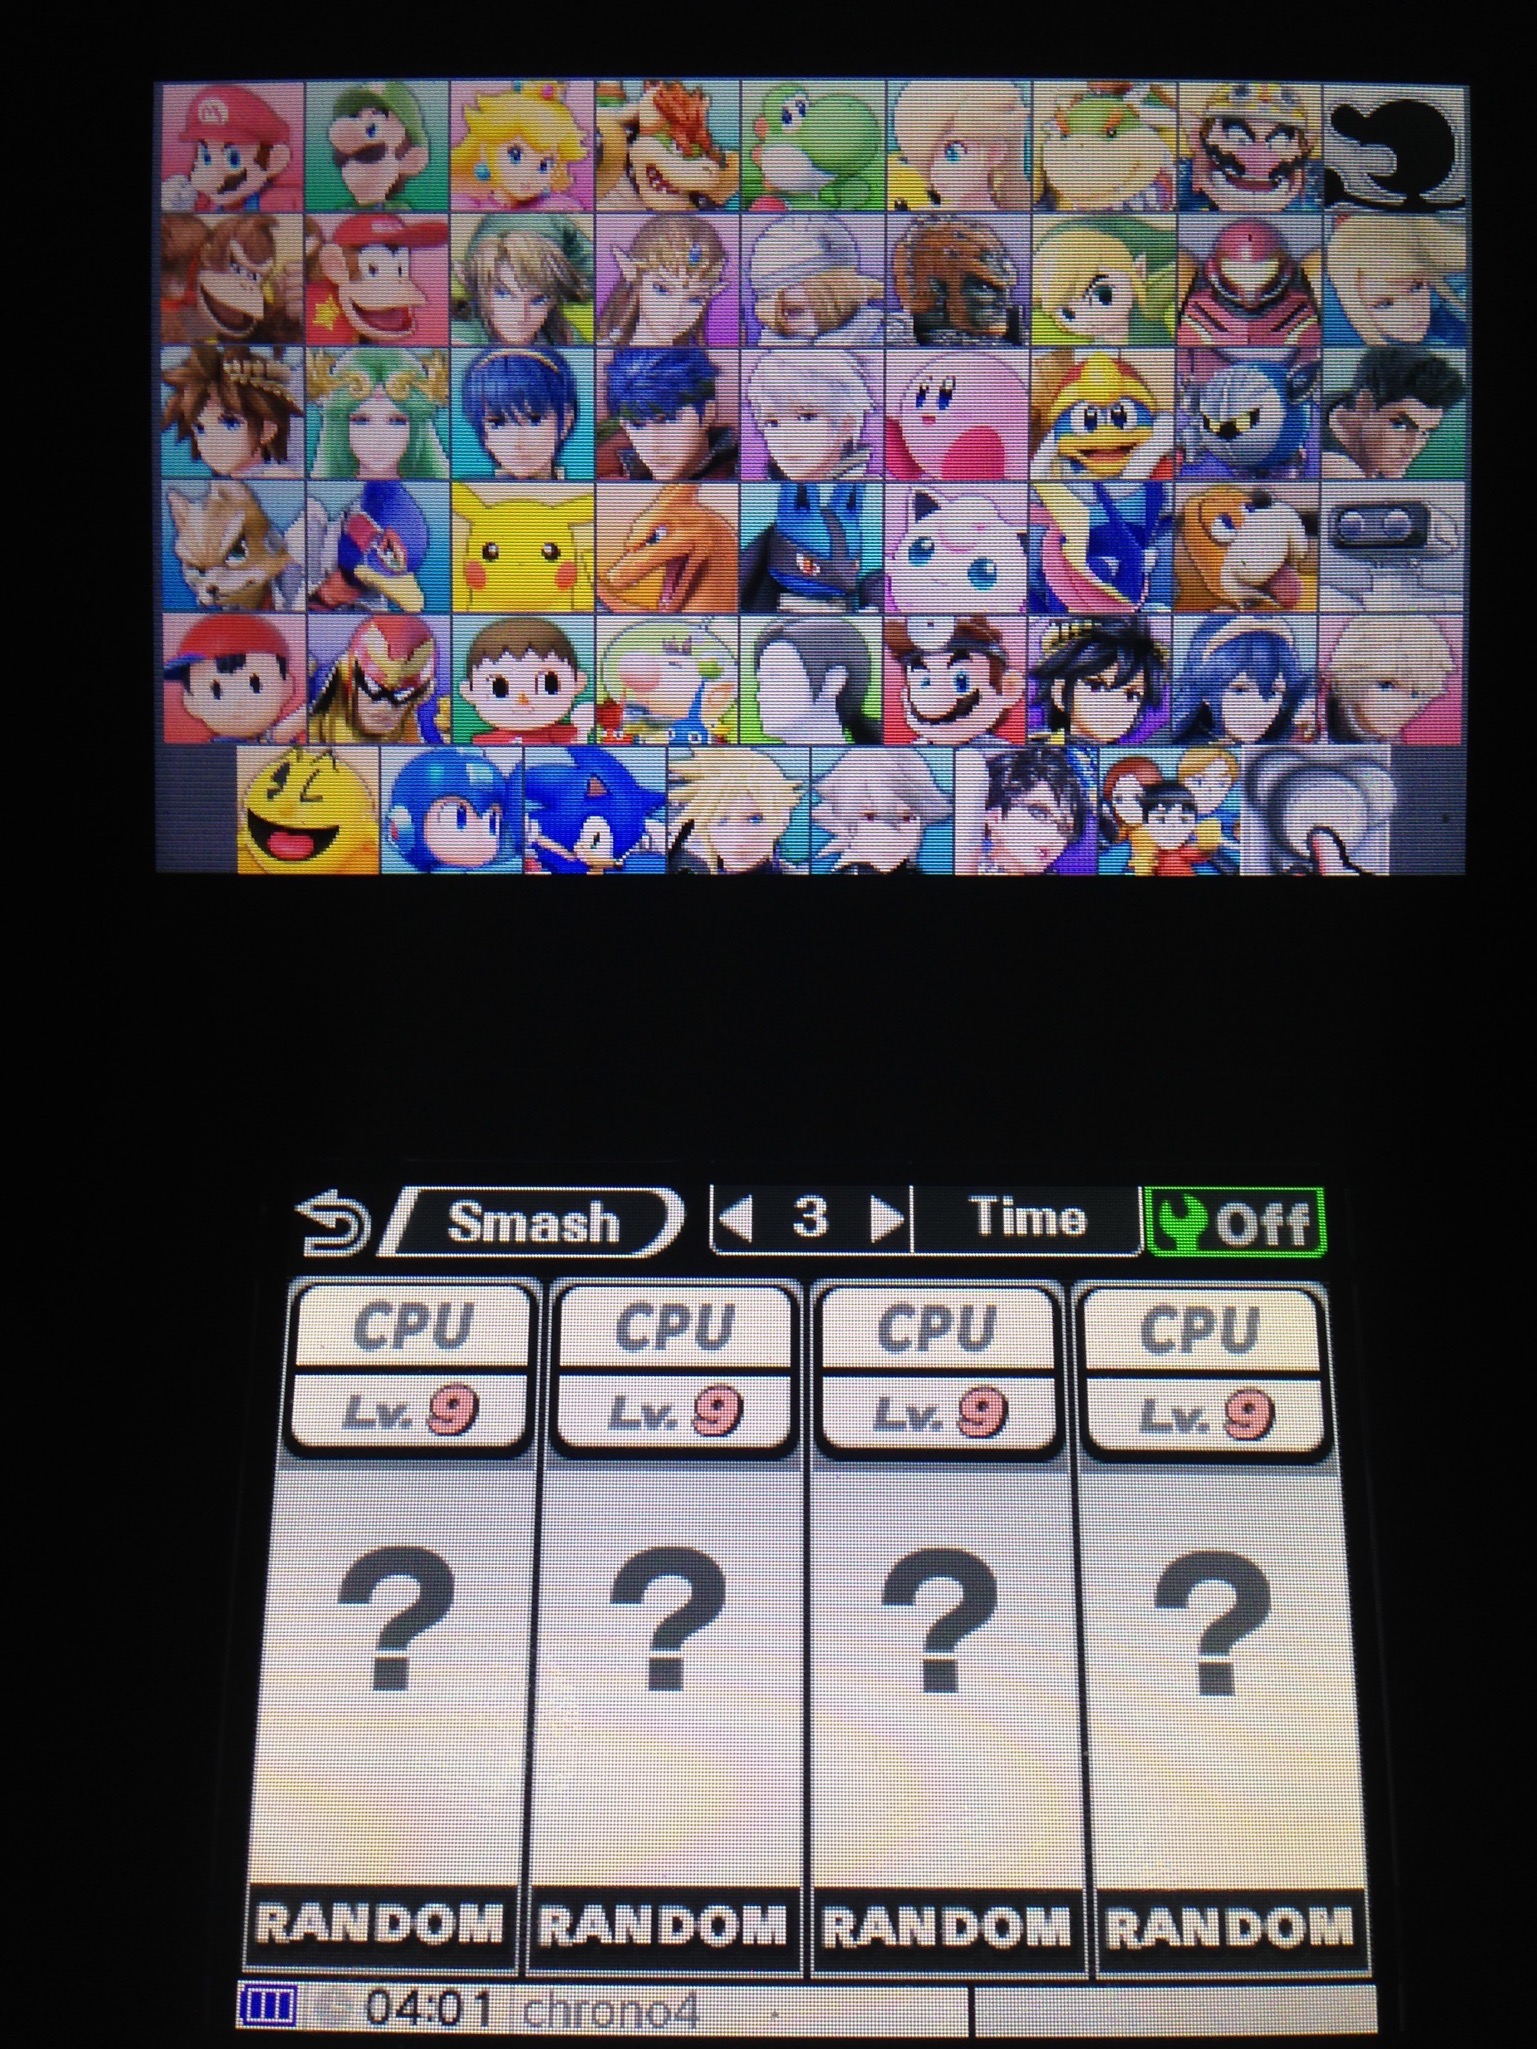 Smash 3 Time Off
CPU CPU CPU CPU
Lv. 9 Lv. 9 Lv. 9 Lv. 9
? ? ? ?
RANDOM RANDOM RANDOM RANDOM
04:01 chrono4